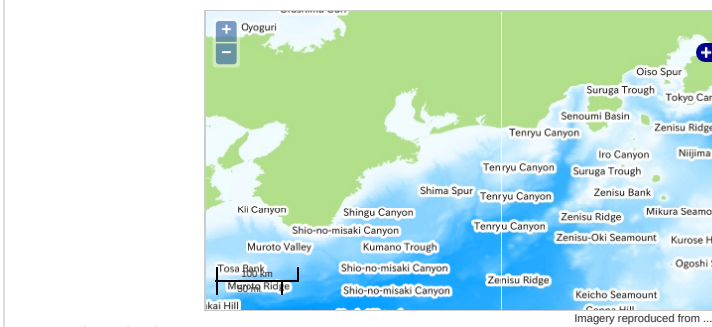 +
Oyoguri
−
+
Oiso Spur
Suruga Trough
Tokyo Can
Senoumi Basin
Zenisu Ridge
Tenryu Canyon
Iro Canyon
Niijima
Tenryu Canyon
Suruga Trough
Shima Spur
Tenryu Canyon
Zenisu Bank
Kii Canyon
Shingu Canyon
Zenisu Ridge
Mikura Seamo
Tenryu Canyon
Shio-no-misaki Canyon
Zenisu-Oki Seamount
Kurose H
Muroto Valley
Kumano Trough
Ogoshi S
Tosa Bank
Shio-no-misaki Canyon
100 km
Zenisu Ridge
Muroto Ridge
50 mi
Shio-no-misaki Canyon
Keicho Seamount
kai Hill
Imagery reproduced from ...